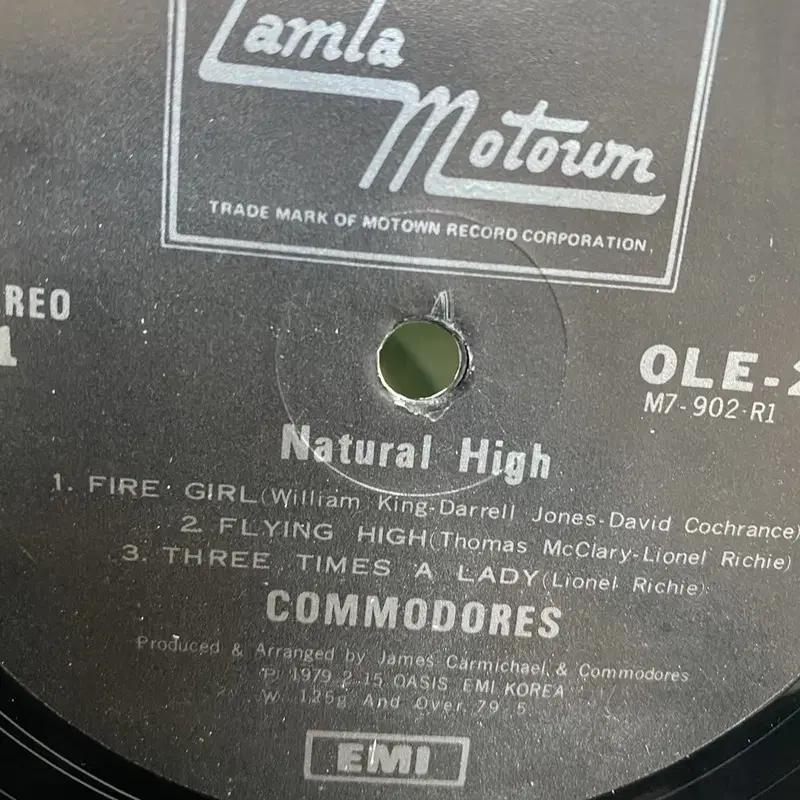 Tamla
Motown
TRADE MARK OF MOTOWN RECORD CORPORATION
REO
1
OLE-2
M7-902-R1
Natural High
1. FIRE GIRL(William King-Darrell Jones-David Cochrance)
2. FLYING HIGH(Thomas McClary-Lionel Richie)
3. THREE TIMES A LADY(Lionel Richie)
COMMODORES
Produced & Arranged by James Carmichael & Commodores
P 1979 2 15 OASIS EMI KOREA
W 125g And Over 79 5
EMI